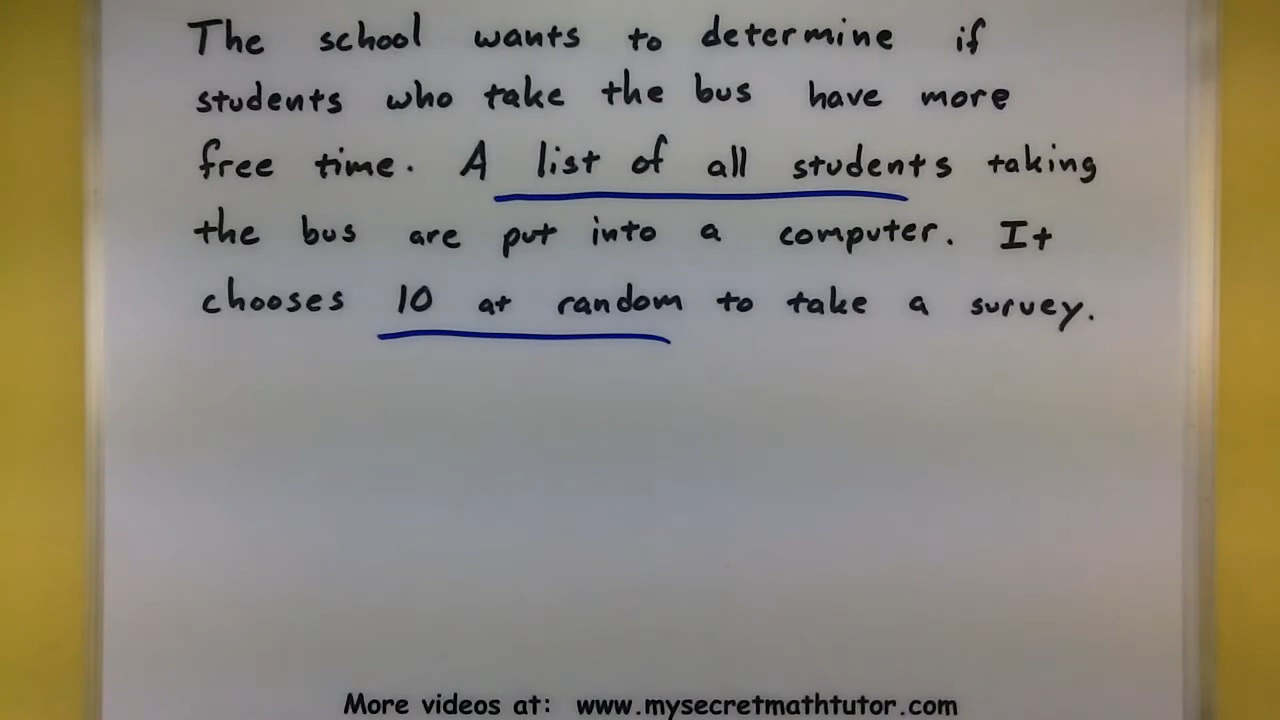 The school wants to determine if
students who take the bus have more
free time. A list of all students taking
the bus are put into a computer. It
chooses 10 at random to take a survey.
More videos at: www.mysecretmathtutor.com